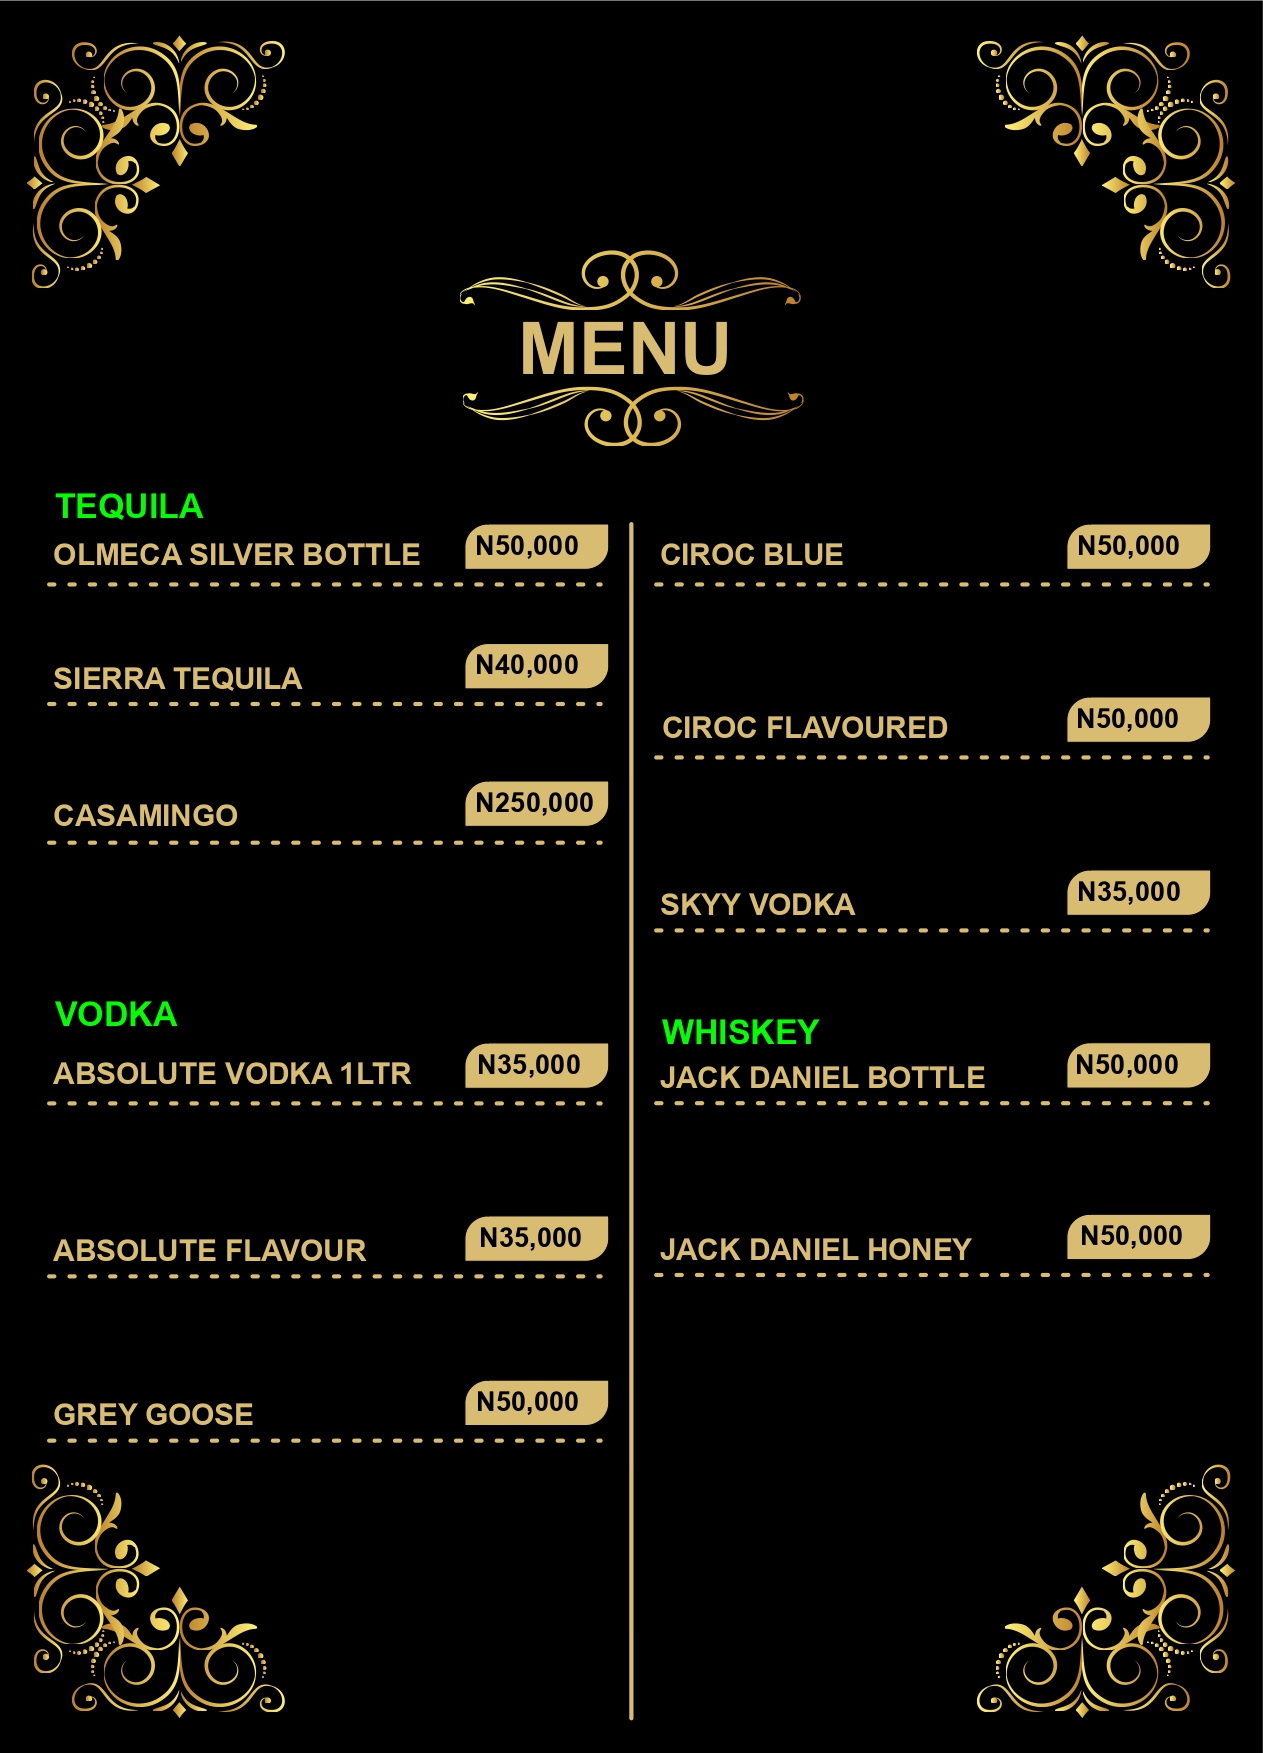 MENU
TEQUILA
OLMECA SILVER BOTTLE N50,000
SIERRA TEQUILA N40,000
CASAMINGO N250,000
VODKA
ABSOLUTE VODKA 1LTR N35,000
ABSOLUTE FLAVOUR N35,000
GREY GOOSE N50,000
CIROC BLUE N50,000
CIROC FLAVOURED N50,000
SKYY VODKA N35,000
WHISKEY
JACK DANIEL BOTTLE N50,000
JACK DANIEL HONEY N50,000